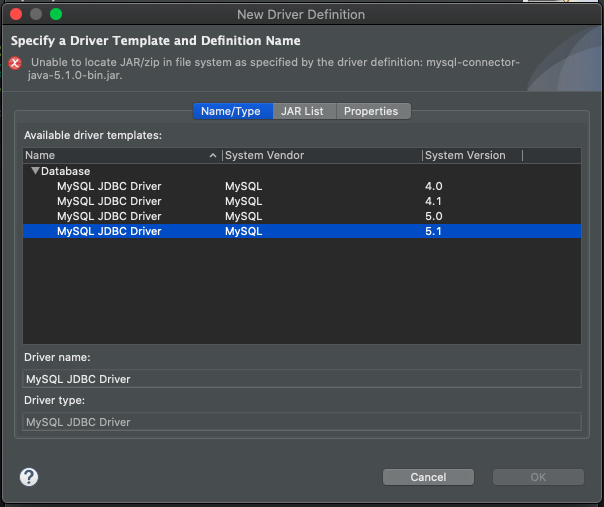 New Driver Definition
Specify a Driver Template and Definition Name
Unable to locate JAR/zip in file system as specified by the driver definition: mysql-connector-
java-5.1.0-bin.jar.
Name/Type JAR List Properties
Available driver templates:
Name System Vendor System Version
Database
MySQL JDBC Driver MySQL 4.0
MySQL JDBC Driver MySQL 4.1
MySQL JDBC Driver MySQL 5.0
MySQL JDBC Driver MySQL 5.1
Driver name:
MySQL JDBC Driver
Driver type:
MySQL JDBC Driver
? Cancel OK